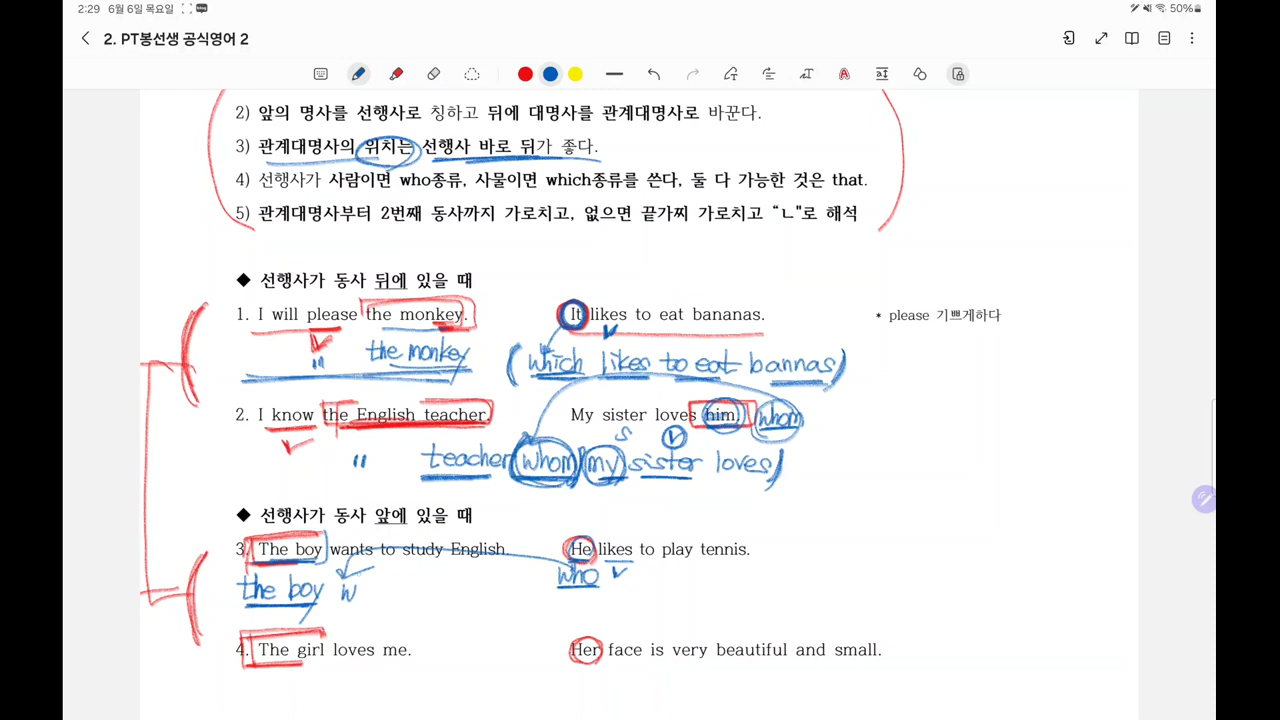 2:29 6월 6일 목요일 50%
2. PT봉선생 공식영어 2
2) 앞의 명사를 선행사로 칭하고 뒤에 대명사를 관계대명사로 바꾼다.
3) 관계대명사의 위치는 선행사 바로 뒤가 좋다.
4) 선행사가 사람이면 who종류, 사물이면 which종류를 쓴다, 둘 다 가능한 것은 that.
5) 관계대명사부터 2번째 동사까지 가로치고, 없으면 끝가찌 가로치고 “ㄴ"로 해석
◆ 선행사가 동사 뒤에 있을 때
1. I will please the monkey. It likes to eat bananas. * please 기쁘게하다
" the monkey (which likes to eat bannas)
2. I know the English teacher. My sister loves him. whom
s v
" teacher (whom my sister loves)
◆ 선행사가 동사 앞에 있을 때
3. The boy wants to study English. He likes to play tennis.
the boy w who v
4. The girl loves me. Her face is very beautiful and small.